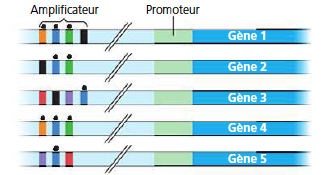 Amplificateur
Promoteur
Gène 1
Gène 2
Gène 3
Gène 4
Gène 5